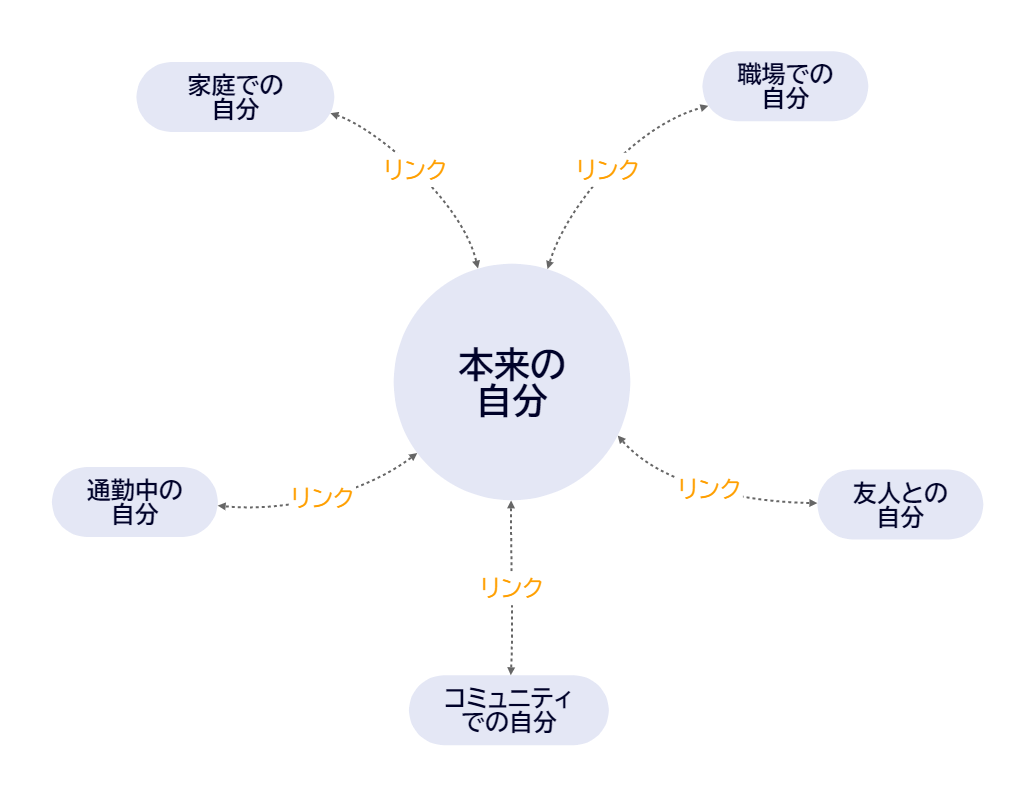 家庭での
自分
職場での
自分
リンク
リンク
本来の
自分
通勤中の
自分
リンク
リンク
友人との
自分
リンク
コミュニティ
での自分